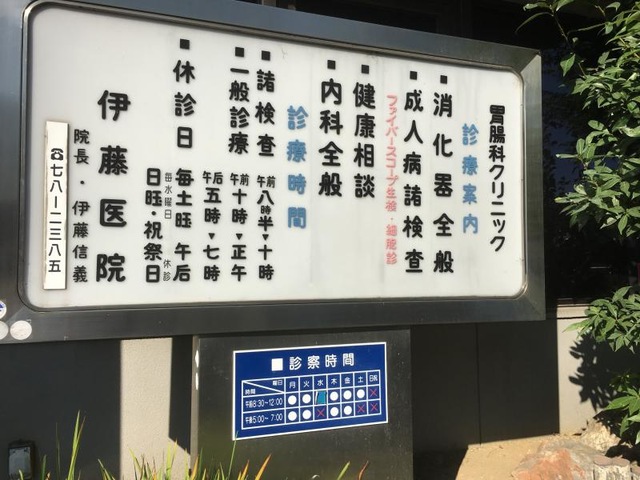 胃腸科クリニック
診療案内
■消化器全般
■成人病諸検査
ファイバースコープ生検・細胞診
■健康相談
■内科全般
診療時間
■諸検査 午前 八時半▼十時
■一般診療 午前 十時▼正午
午后 五時▼七時
■休診日 毎土旺 午后
毎水曜日 休診
日旺・祝祭日
伊藤医院
院長・伊藤信義
☎七八ー二三八五
■診察時間
曜日 時間 月 火 水 木 金 土 日祝
午前8:30~12:00 ● ● ● ● ● ×
午後5:00~7:00 ● ● × ● ● × ×